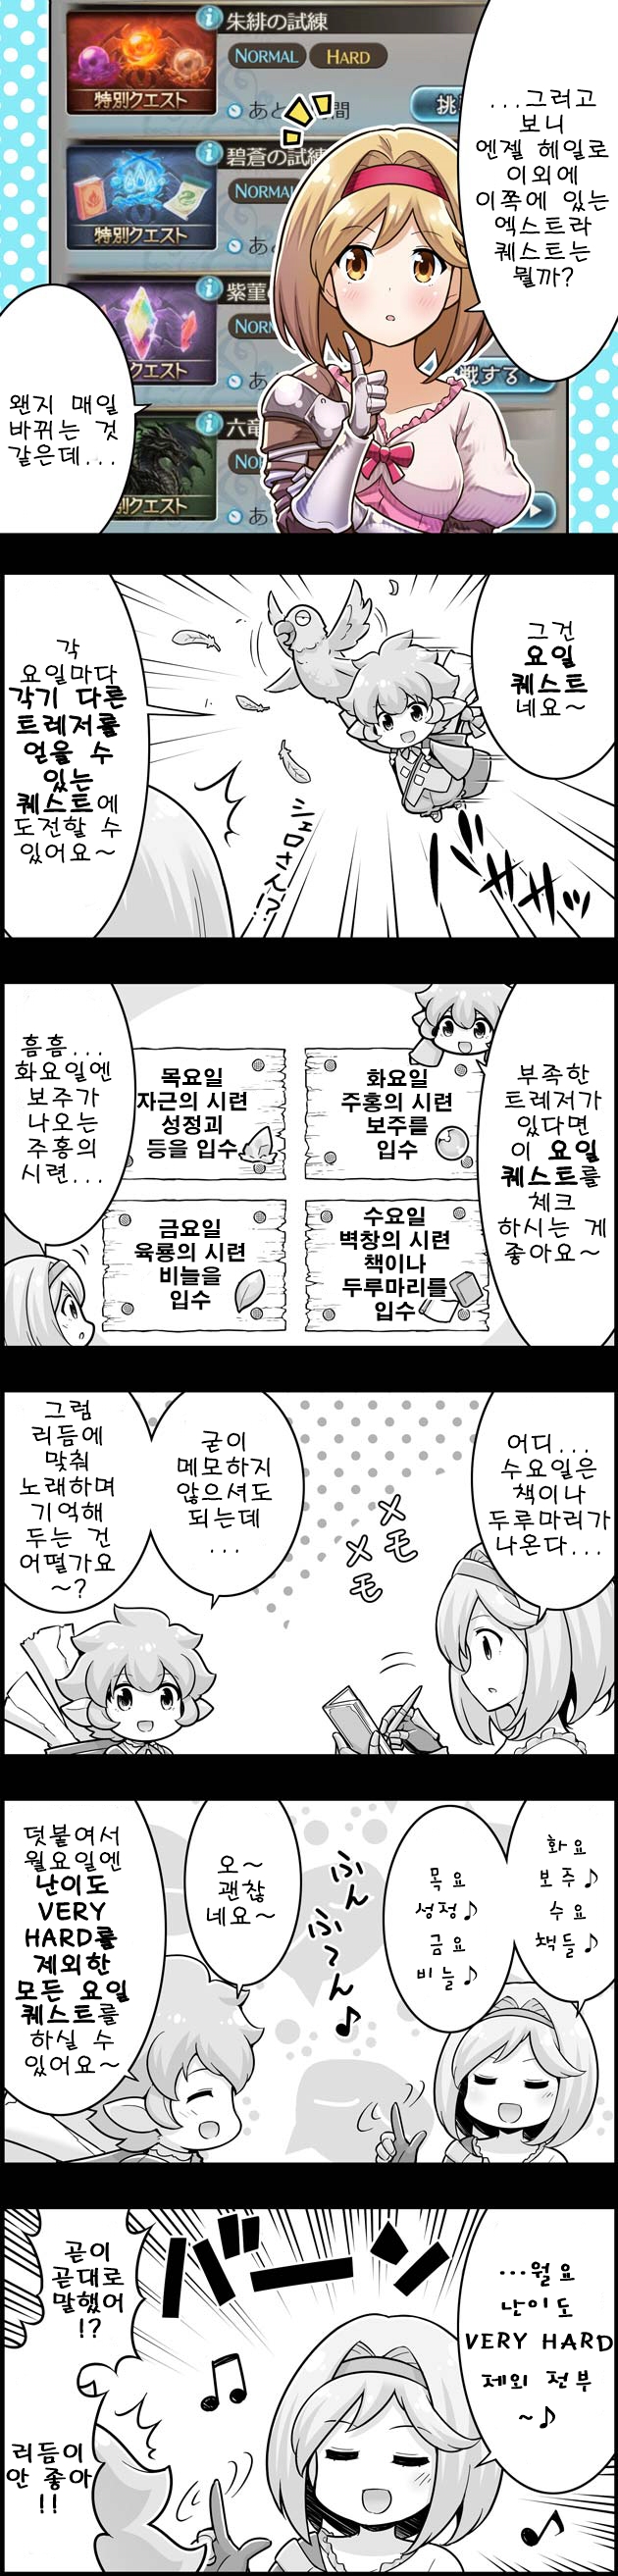 朱緋の試練
NORMAL
HARD
特別クエスト
あと
間
挑
碧蒼の試練
NORMAL
特別クエスト
あ
紫菫
NORM
クエスト
あ
戦する
六竜
NO
別クエスト
あ
...그러고
보니
엔젤 헤일로
이외에
이쪽에 있는
엑스트라
퀘스트는
뭘까?
왠지 매일
바뀌는 것
같은데...
그건
요일
퀘스트
네요~
각
요일마다
각기 다른
트레저를
얻을 수
있는
퀘스트에
도전할 수
있어요~
シェロさん!?
バサササッ
부족한
트레저가
있다면
이 요일
퀘스트를
체크
하시는 게
좋아요~
화요일
주홍의 시련
보주를
입수
목요일
자근의 시련
성정괴
등을 입수
수요일
벽창의 시련
책이나
두루마리를
입수
금요일
육룡의 시련
비늘을
입수
흠흠...
화요일엔
보주가
나오는
주홍의
시련...
어디...
수요일은
책이나
두루마리가
나온다...
メモ
メモ
굳이
메모하지
않으셔도
되는데
...
그럼
리듬에
맞춰
노래하며
기억해
두는 건
어떨가요
~?
화요
보주♪
수요
책들♪
목요
성정♪
금요
비늘♪
ふんふ~ん♪
오~
괜찮
네요~
덧붙여서
월요일엔
난이도
VERY
HARD를
제외한
모든 요일
퀘스트를
하실 수
있어요~
...월요
난이도
VERY HARD
제외 전부
~♪
バーン
곧이
곧대로
말했어
!?
리듬이
안 좋아
!!